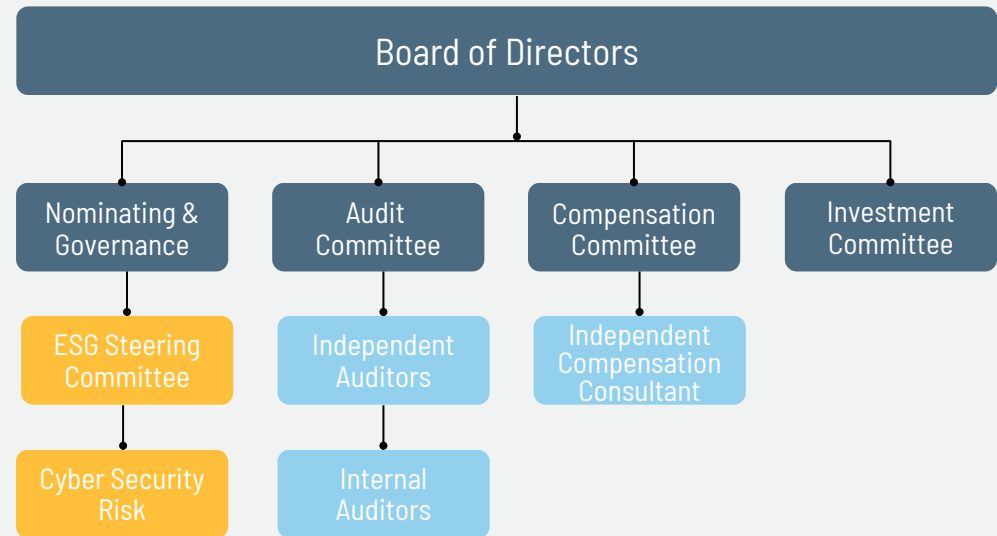 Board of Directors
Nominating &
Governance
Audit
Committee
Compensation
Committee
Investment
Committee
ESG Steering
Committee
Independent
Auditors
Independent
Compensation
Consultant
Cyber Security
Risk
Internal
Auditors